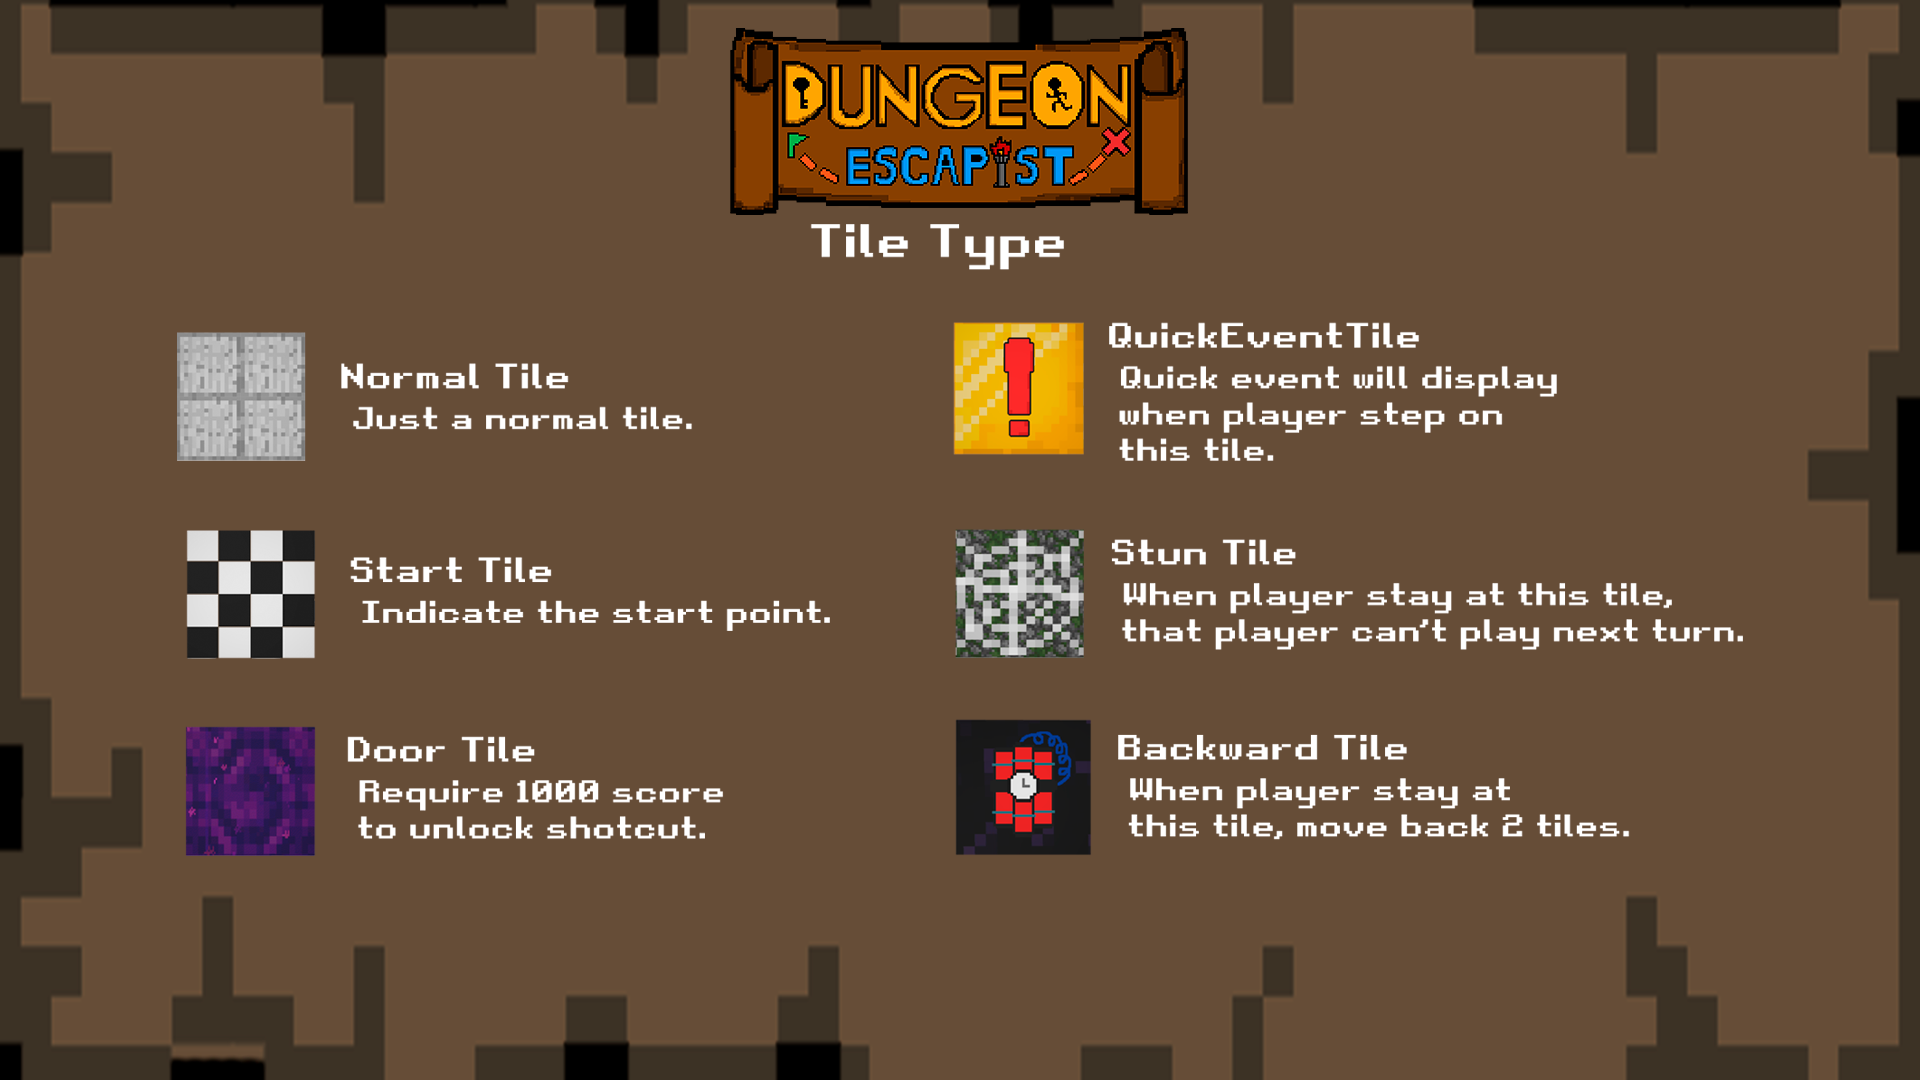 DUNGEON
ESCAPIST
Tile Type
Normal Tile
Just a normal tile.
Start Tile
Indicate the start point.
Door Tile
Require 1000 score
to unlock shotcut.
QuickEventTile
Quick event will display
when player step on
this tile.
Stun Tile
When player stay at this tile,
that player can't play next turn.
Backward Tile
When player stay at
this tile, move back 2 tiles.